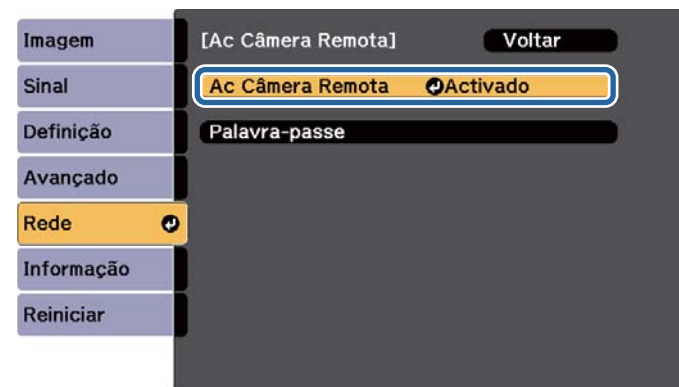 Imagem
Sinal
Definição
Avançado
Rede
Informação
Reiniciar
[Ac Câmera Remota] Voltar
Ac Câmera Remota Activado
Palavra-passe